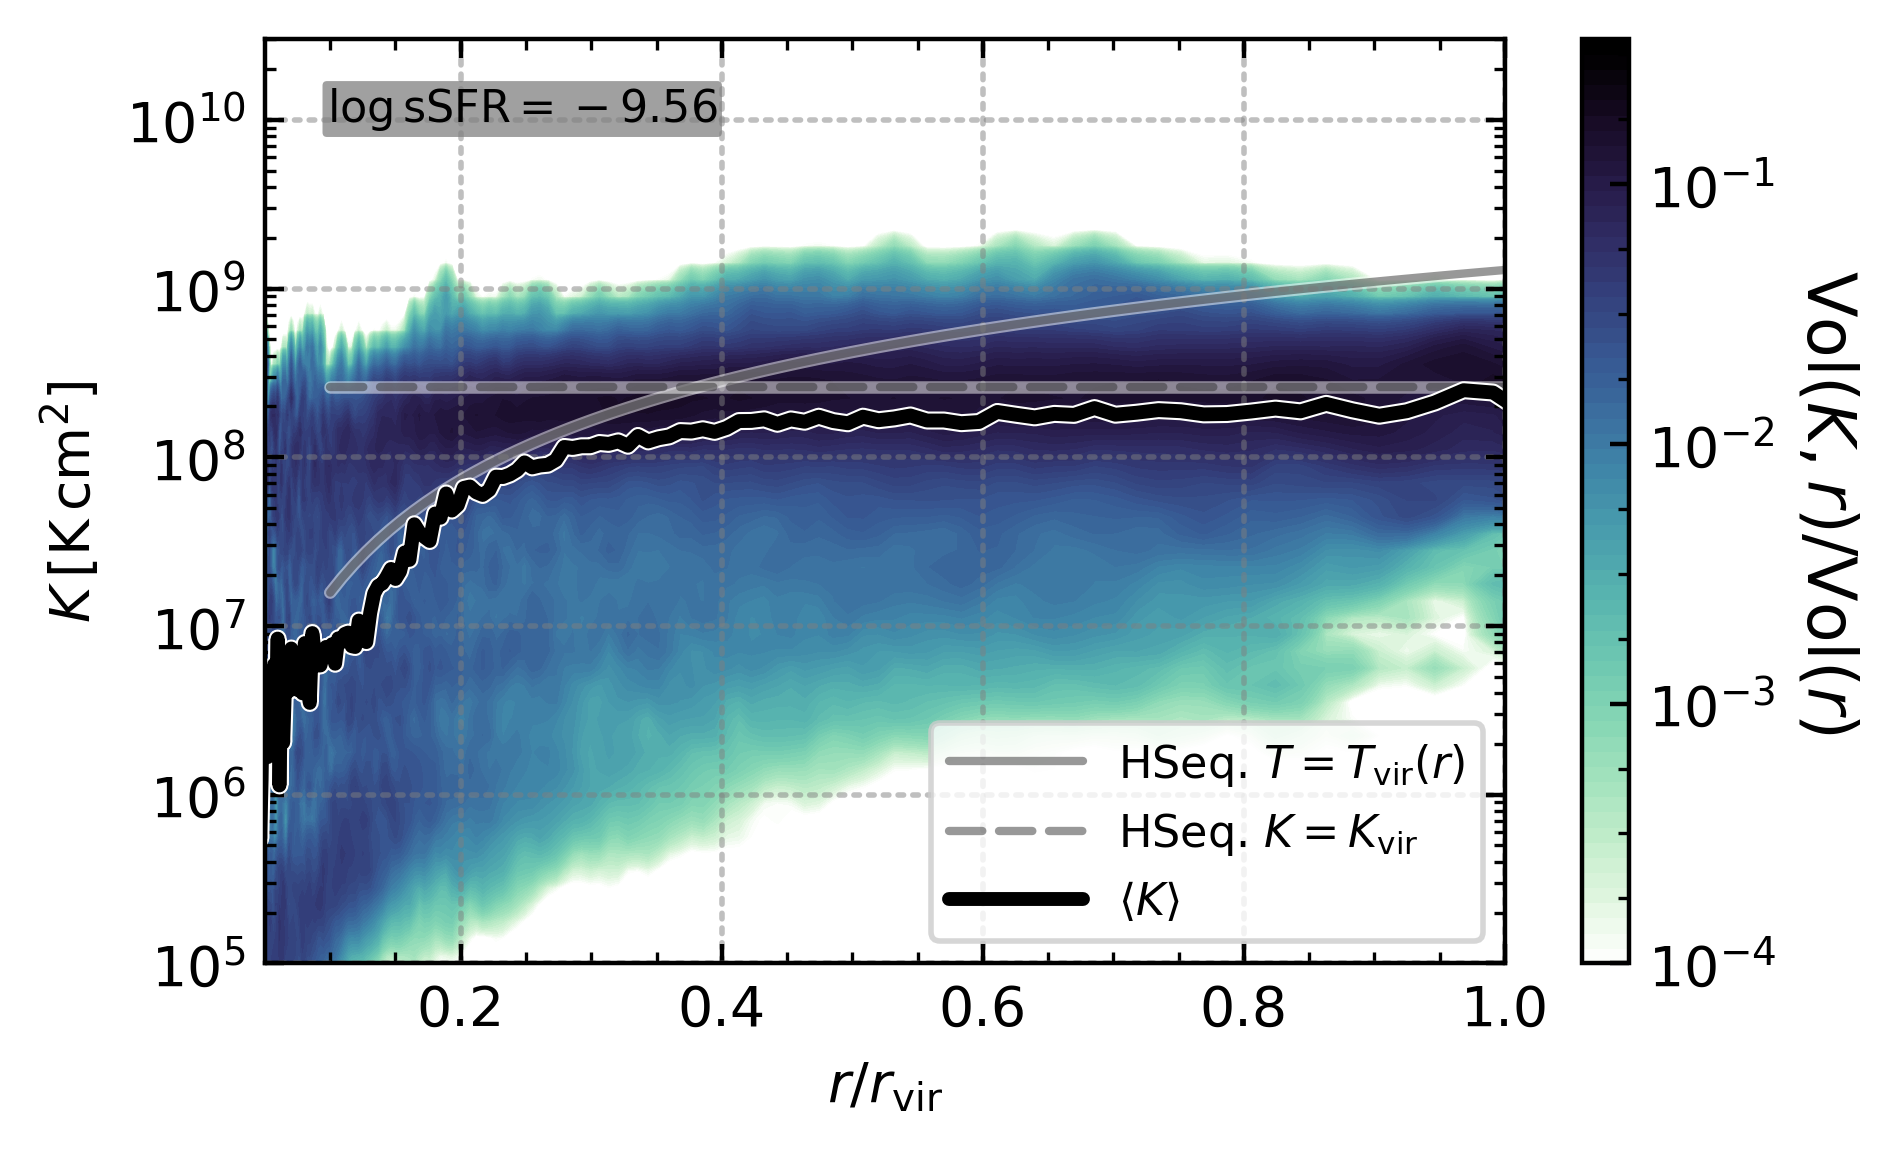 log sSFR = −9.56
10^10
10^9
10^8
10^7
10^6
10^5
K [K cm^2]
0.2 0.4 0.6 0.8 1.0
r/r_vir
HSeq. T = T_vir(r)
HSeq. K = K_vir
⟨K⟩
10^−1
10^−2
10^−3
10^−4
Vol(K, r)/Vol(r)